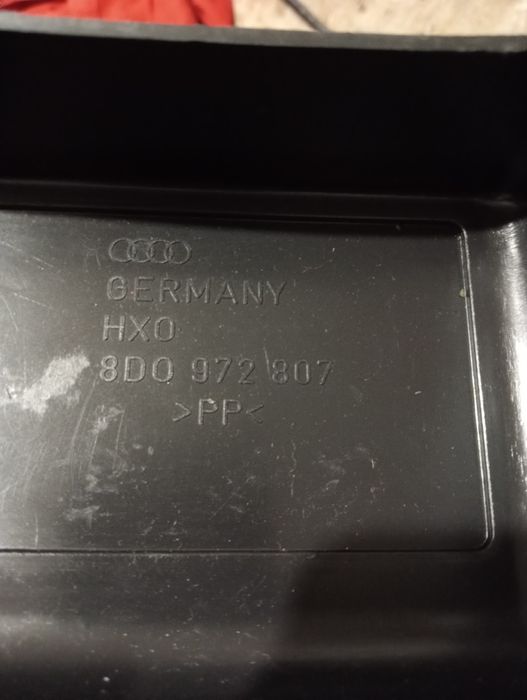 GERMANY
HXO
8D0 972 807
>PP<